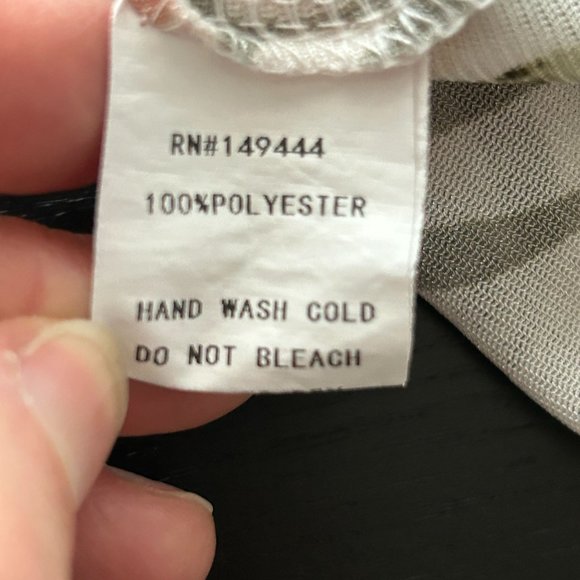 RN#149444
100%POLYESTER
HAND WASH COLD
DO NOT BLEACH